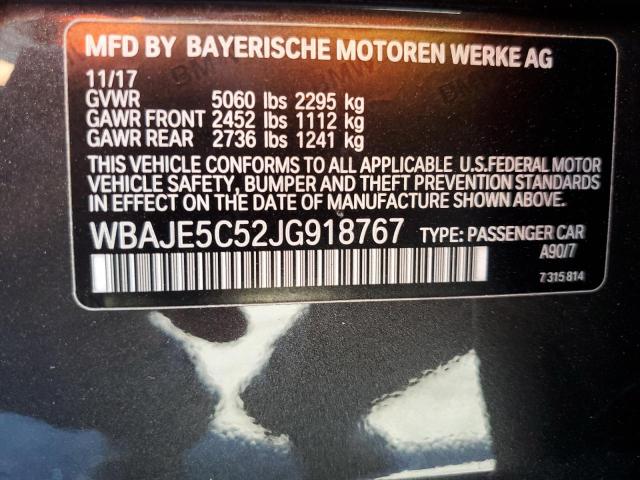 MFD BY BAYERISCHE MOTOREN WERKE AG
11/17
GVWR 5060 lbs 2295 kg
GAWR FRONT 2452 lbs 1112 kg
GAWR REAR 2736 lbs 1241 kg
THIS VEHICLE CONFORMS TO ALL APPLICABLE U.S.FEDERAL MOTOR
VEHICLE SAFETY, BUMPER AND THEFT PREVENTION STANDARDS
IN EFFECT ON THE DATE OF MANUFACTURE SHOWN ABOVE.
WBAJE5C52JG918767 TYPE: PASSENGER CAR
A90/7
7 315 814